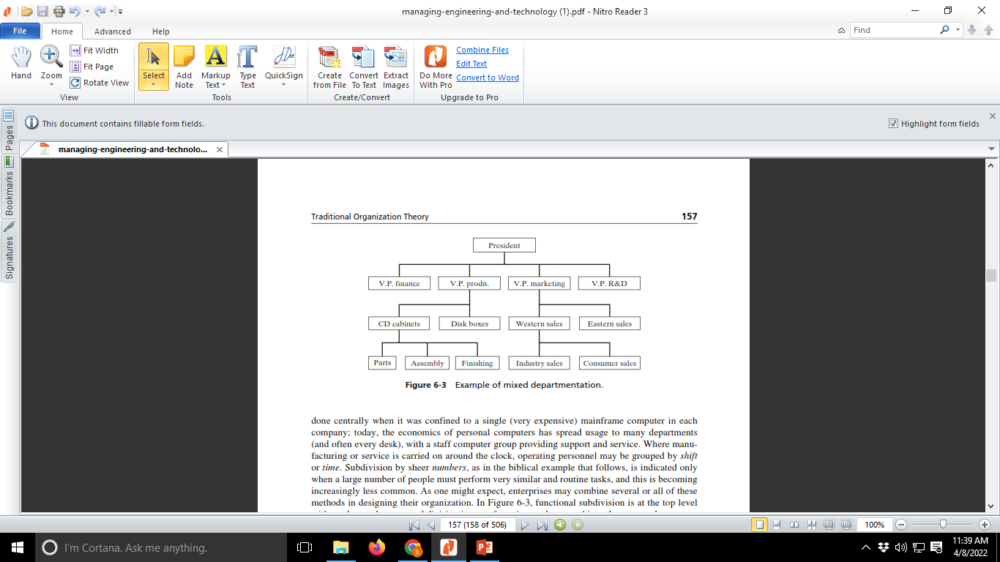 managing-engineering-and-technology (1).pdf - Nitro Reader 3
File Home Advanced Help
Find
Hand
Zoom
Fit Width
Fit Page
Rotate View
View
Select
Add Note
Markup Text
Type Text
QuickSign
Tools
Create from File
Convert To Text
Extract Images
Create/Convert
Do More With Pro
Combine Files
Edit Text
Convert to Word
Upgrade to Pro
This document contains fillable form fields.
Highlight form fields
Pages
Bookmarks
Signatures
managing-engineering-and-technolo...
Traditional Organization Theory 157
President
V.P. finance V.P. prodn. V.P. marketing V.P. R&D
CD cabinets Disk boxes Western sales Eastern sales
Parts Assembly Finishing Industry sales Consumer sales
Figure 6-3 Example of mixed departmentation.
done centrally when it was confined to a single (very expensive) mainframe computer in each
company; today, the economics of personal computers has spread usage to many departments
(and often every desk), with a staff computer group providing support and service. Where manu-
facturing or service is carried on around the clock, operating personnel may be grouped by shift
or time. Subdivision by sheer numbers, as in the biblical example that follows, is indicated only
when a large number of people must perform very similar and routine tasks, and this is becoming
increasingly less common. As one might expect, enterprises may combine several or all of these
methods in designing their organization. In Figure 6-3, functional subdivision is at the top level
157 (158 of 506)
100%
I'm Cortana. Ask me anything.
11:39 AM
4/8/2022